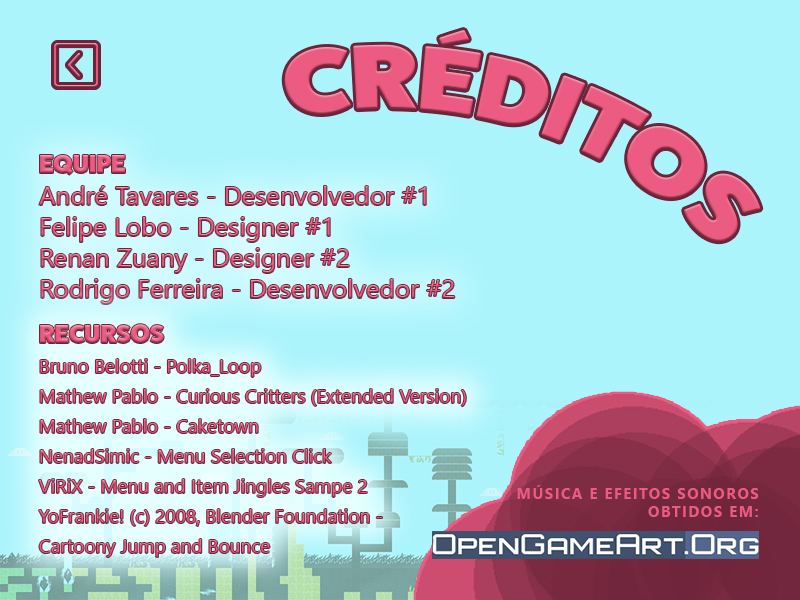 CRÉDITOS
EQUIPE
André Tavares - Desenvolvedor #1
Felipe Lobo - Designer #1
Renan Zuany - Designer #2
Rodrigo Ferreira - Desenvolvedor #2
RECURSOS
Bruno Belotti - Polka_Loop
Mathew Pablo - Curious Critters (Extended Version)
Mathew Pablo - Caketown
NenadSimic - Menu Selection Click
ViRiX - Menu and Item Jingles Sampe 2
YoFrankie! (c) 2008, Blender Foundation -
Cartoony Jump and Bounce
MÚSICA E EFEITOS SONOROS
OBTIDOS EM:
OPENGAMEART.ORG